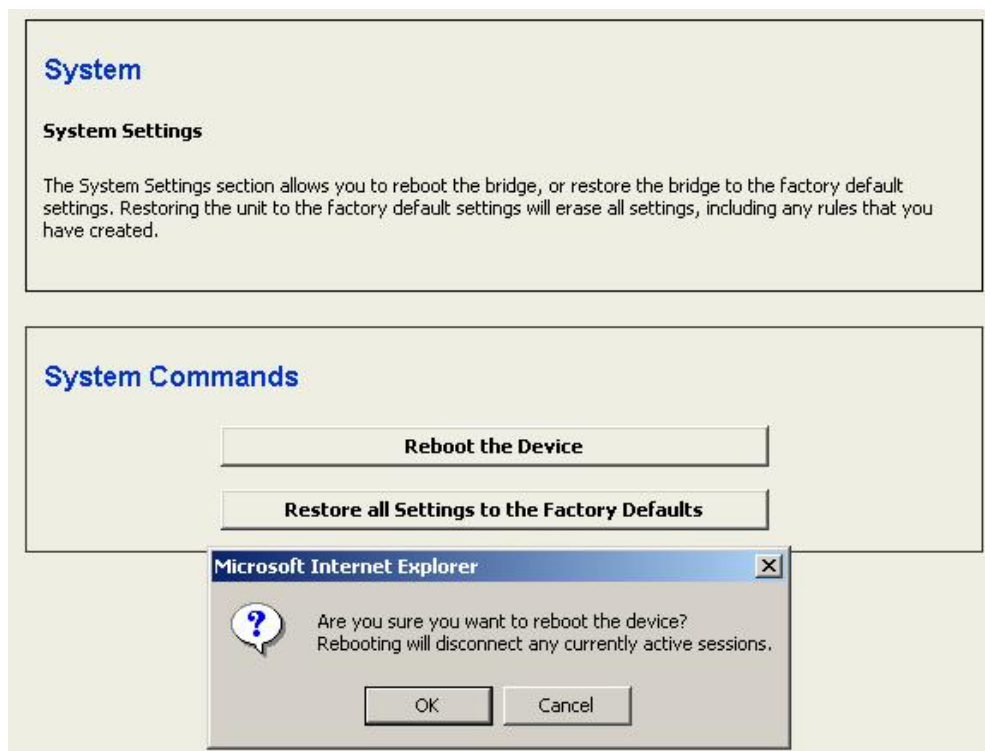 System
System Settings
The System Settings section allows you to reboot the bridge, or restore the bridge to the factory default
settings. Restoring the unit to the factory default settings will erase all settings, including any rules that you
have created.
System Commands
Reboot the Device
Restore all Settings to the Factory Defaults
Microsoft Internet Explorer
Are you sure you want to reboot the device?
Rebooting will disconnect any currently active sessions.
OK
Cancel